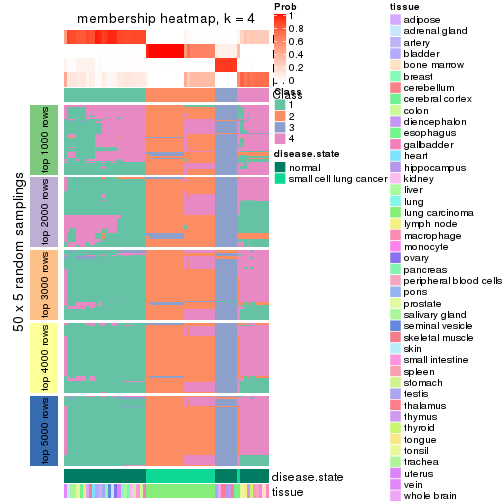 membership heatmap, k = 4
50 x 5 random samplings
top 1000 rows
top 2000 rows
top 3000 rows
top 4000 rows
top 5000 rows
disease.state
tissue
Prob
1
0.8
0.6
0.4
0.2
0
Class
Class
1
2
3
4
disease.state
normal
small cell lung cancer
tissue
adipose
adrenal gland
artery
bladder
bone marrow
breast
cerebellum
cerebral cortex
colon
diencephalon
esophagus
gallbladder
heart
hippocampus
kidney
liver
lung
lung carcinoma
lymph node
macrophage
monocyte
ovary
pancreas
peripheral blood cells
pons
prostate
salivary gland
seminal vesicle
skeletal muscle
skin
small intestine
spleen
stomach
testis
thalamus
thymus
thyroid
tongue
tonsil
trachea
uterus
vein
whole brain